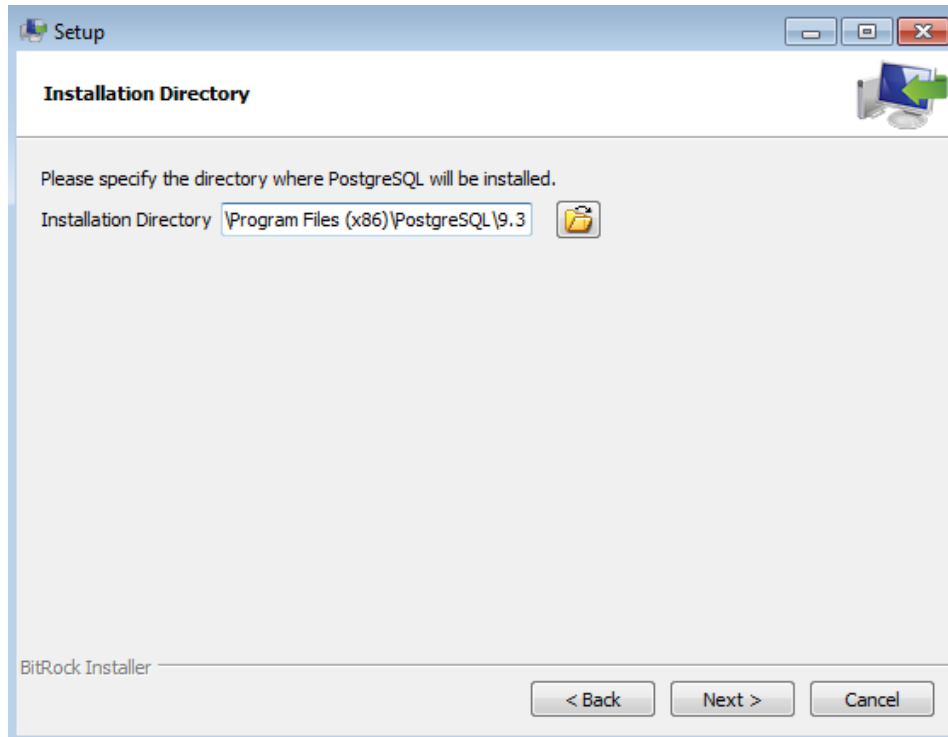 Setup
Installation Directory
Please specify the directory where PostgreSQL will be installed.
Installation Directory \Program Files (x86)\PostgreSQL\9.3
BitRock Installer
< Back Next > Cancel